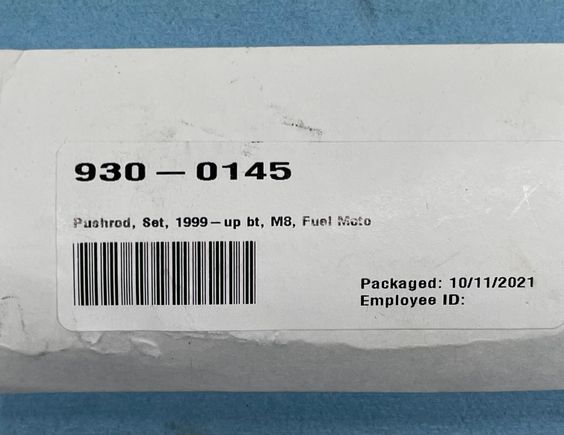 930-0145
Pushrod, Set, 1999-up bt, M8, Fuel Moto
Packaged: 10/11/2021
Employee ID: